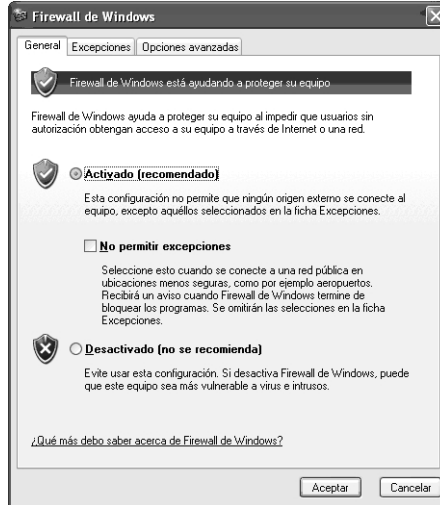 Firewall de Windows
General
Excepciones
Opciones avanzadas
Firewall de Windows está ayudando a proteger su equipo
Firewall de Windows ayuda a proteger su equipo al impedir que usuarios sin
autorización obtengan acceso a su equipo a través de Internet o una red.
Activado (recomendado)
Esta configuración no permite que ningún origen externo se conecte al
equipo, excepto aquéllos seleccionados en la ficha Excepciones.
No permitir excepciones
Seleccione esto cuando se conecte a una red pública en
ubicaciones menos seguras, como por ejemplo aeropuertos.
Recibirá un aviso cuando Firewall de Windows termine de
bloquear los programas. Se omitirán las selecciones en la ficha
Excepciones.
Desactivado (no se recomienda)
Evite usar esta configuración. Si desactiva Firewall de Windows, puede
que este equipo sea más vulnerable a virus e intrusos.
¿Qué más debo saber acerca de Firewall de Windows?
Aceptar
Cancelar